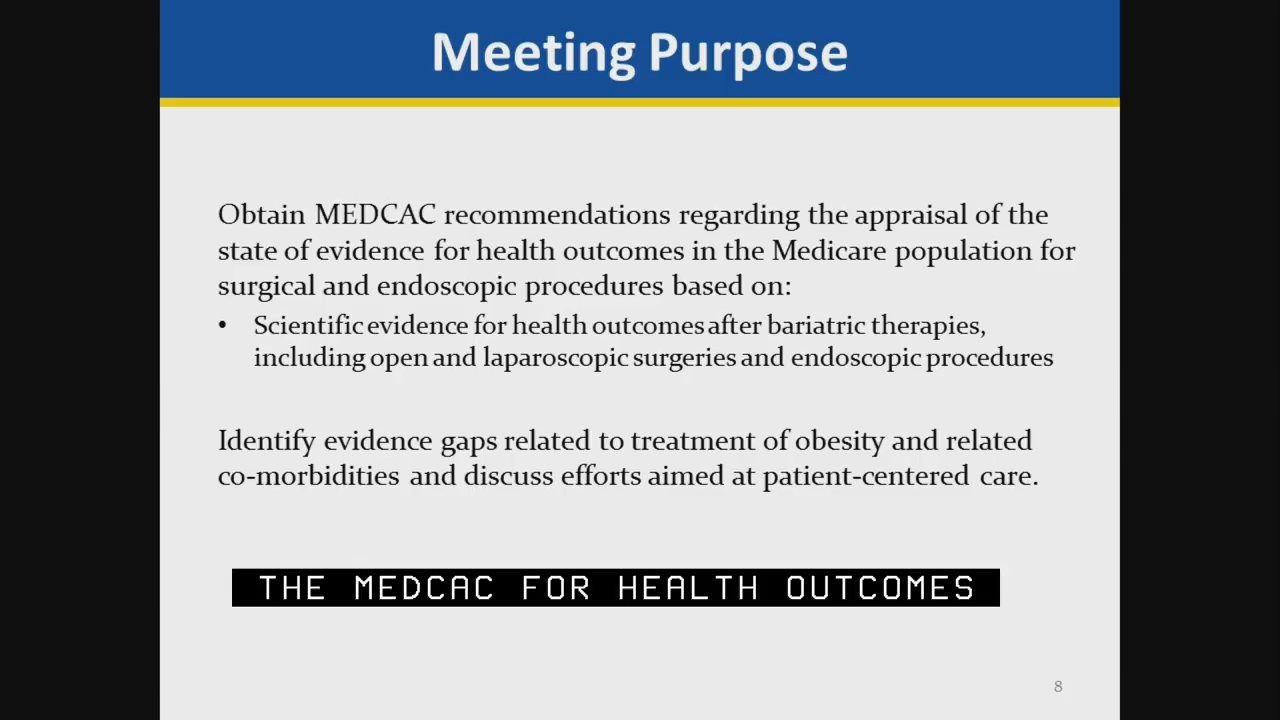 Meeting Purpose
Obtain MEDCAC recommendations regarding the appraisal of the
state of evidence for health outcomes in the Medicare population for
surgical and endoscopic procedures based on:
• Scientific evidence for health outcomes after bariatric therapies,
including open and laparoscopic surgeries and endoscopic procedures
Identify evidence gaps related to treatment of obesity and related
co-morbidities and discuss efforts aimed at patient-centered care.
THE MEDCAC FOR HEALTH OUTCOMES
8